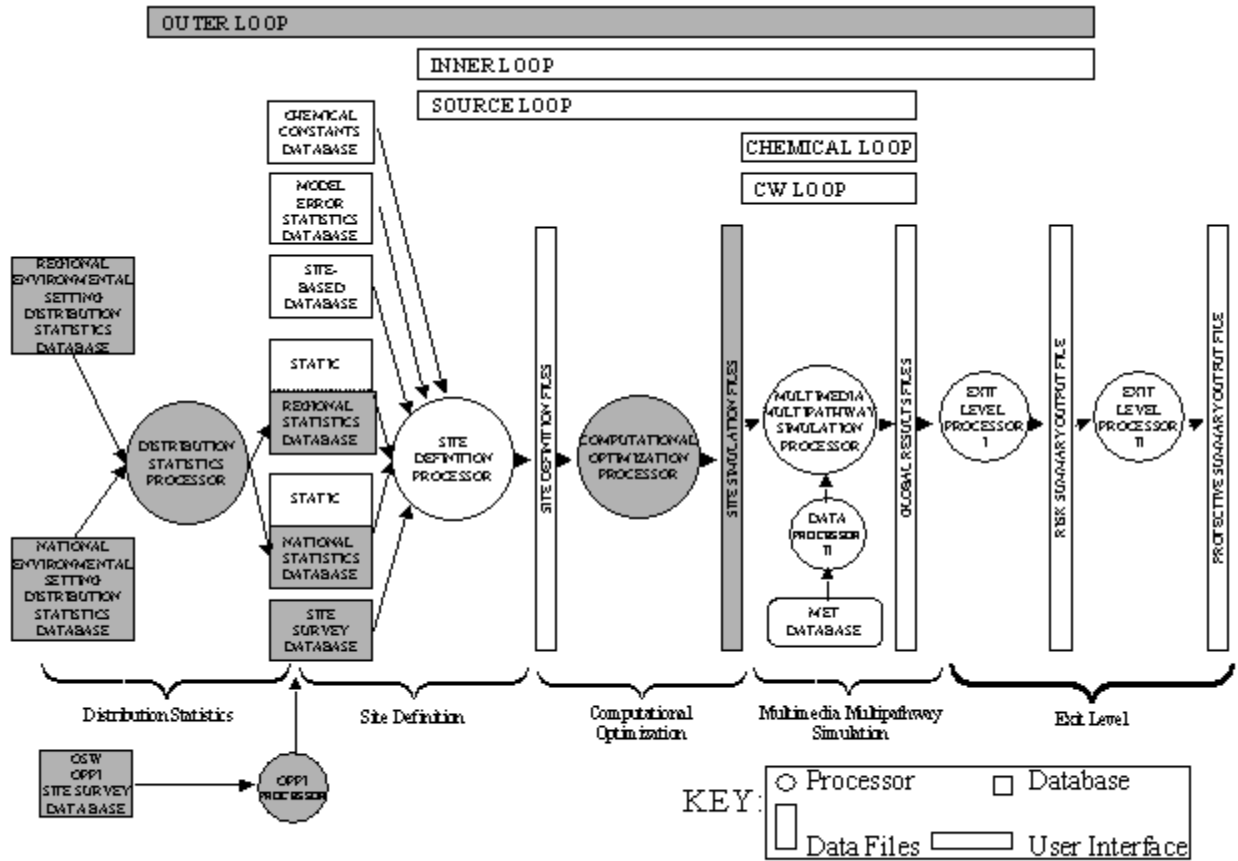 OUTER LOOP
INNER LOOP
SOURCE LOOP
CHEMICAL LOOP
CW LOOP
CHEMICAL
CONSTANTS
DATABASE
MODEL
ERROR
STATISTICS
DATABASE
SITE-
BASED
DATABASE
STATIC
REGIONAL
STATISTICS
DATABASE
STATIC
NATIONAL
STATISTICS
DATABASE
SITE
SURVEY
DATABASE
REGIONAL
ENVIRONMENTAL
SETTING
DISTRIBUTION
STATISTICS
DATABASE
NATIONAL
ENVIRONMENTAL
SETTING
DISTRIBUTION
STATISTICS
DATABASE
DISTRIBUTION
STATISTICS
PROCESSOR
SITE
DEFINITION
PROCESSOR
SITE DEFINITION FILES
COMPUTATIONAL
OPTIMIZATION
PROCESSOR
SITE SIMULATION FILES
MULTIMEDIA
MULTIPATHWAY
SIMULATION
PROCESSOR
DATA
PROCESSOR
II
MET
DATABASE
GLOBAL RESULTS FILES
EXIT
LEVEL
PROCESSOR
I
RISK SUMMARY OUTPUT FILE
EXIT
LEVEL
PROCESSOR
II
PROTECTIVE SUMMARY OUTPUT FILE
Distribution Statistics
Site Definition
Computational
Optimization
Multimedia Multipathway
Simulation
Exit Level
OSW
OPPI
SITE SURVEY
DATABASE
OPPI
PROCESSOR
KEY:
Processor
Database
Data Files
User Interface